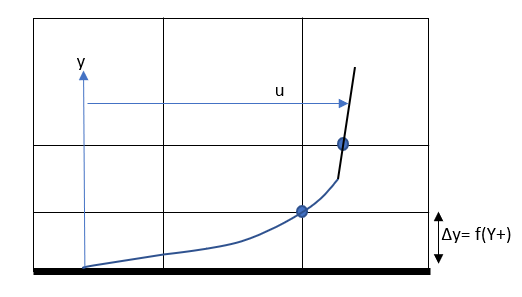 y
u
Δy= f(Y+)